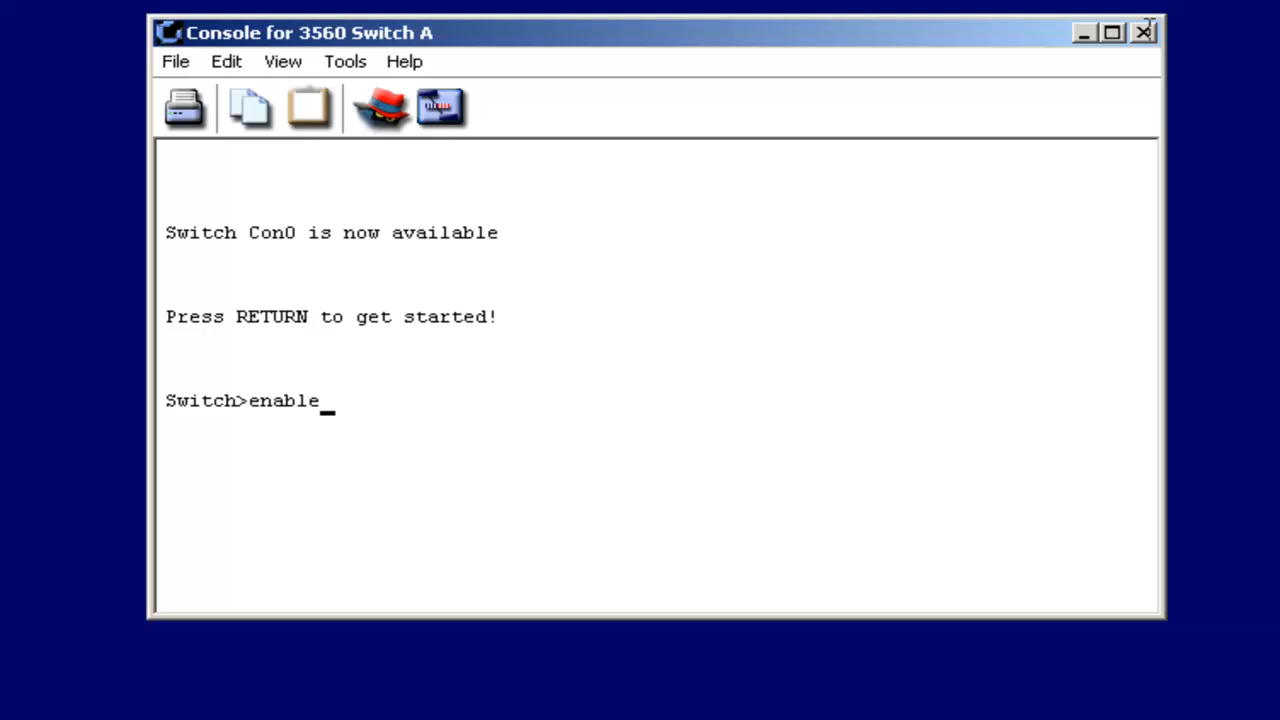 Console for 3560 Switch A
File Edit View Tools Help
Switch Con0 is now available
Press RETURN to get started!
Switch>enable